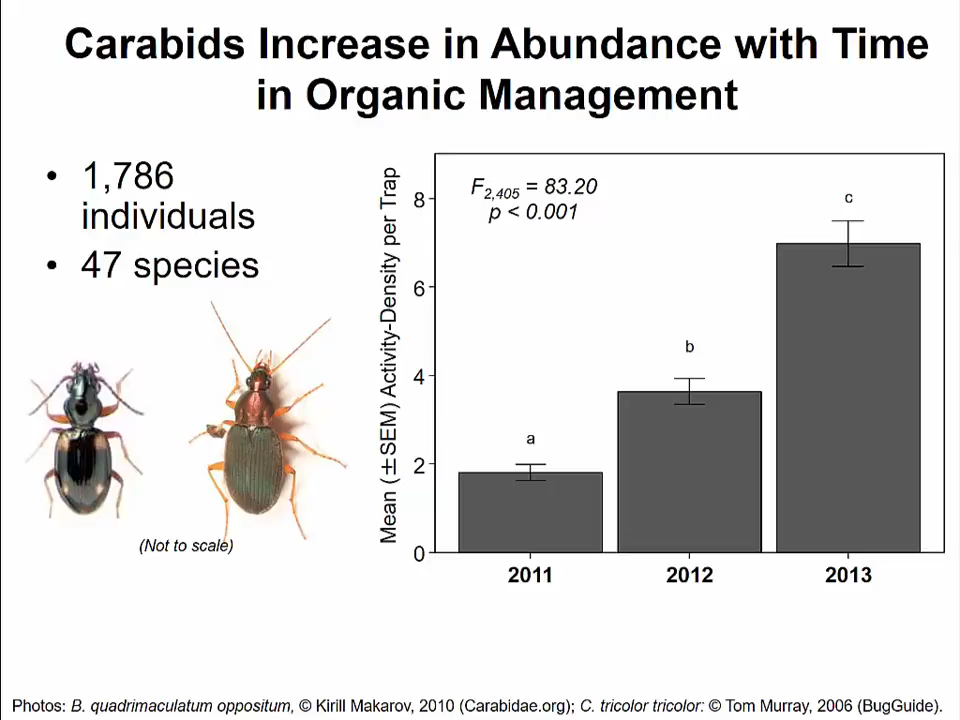 Carabids Increase in Abundance with Time
in Organic Management
• 1,786
individuals
• 47 species
(Not to scale)
Mean (±SEM) Activity-Density per Trap
8
6
4
2
0
F2,405 = 83.20
p < 0.001
a
b
c
2011
2012
2013
Photos: B. quadrimaculatum oppositum, © Kirill Makarov, 2010 (Carabidae.org); C. tricolor tricolor: © Tom Murray, 2006 (BugGuide).